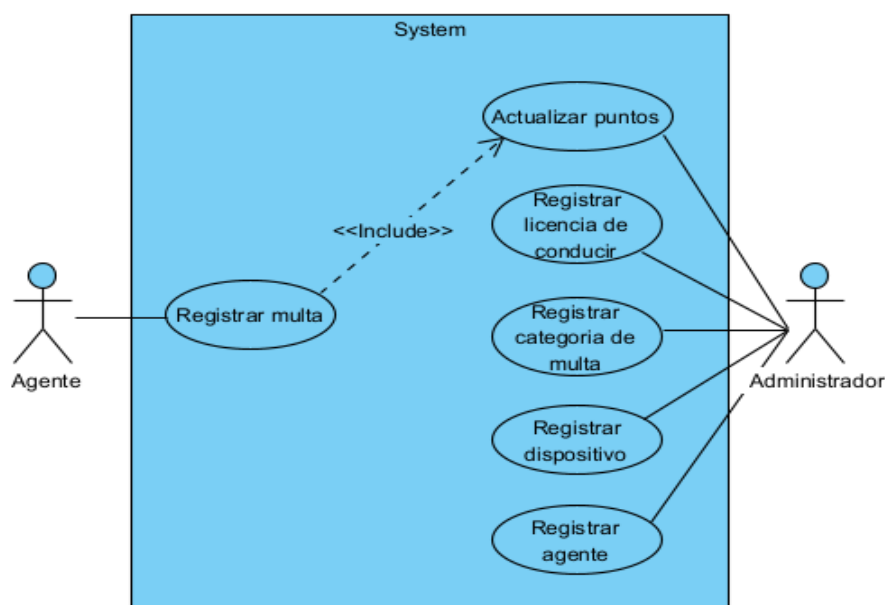 System
Actualizar puntos
Registrar
licencia de
conducir
<<Include>>
Registrar multa
Registrar
categoria de
multa
Agente
Administrador
Registrar
dispositivo
Registrar
agente